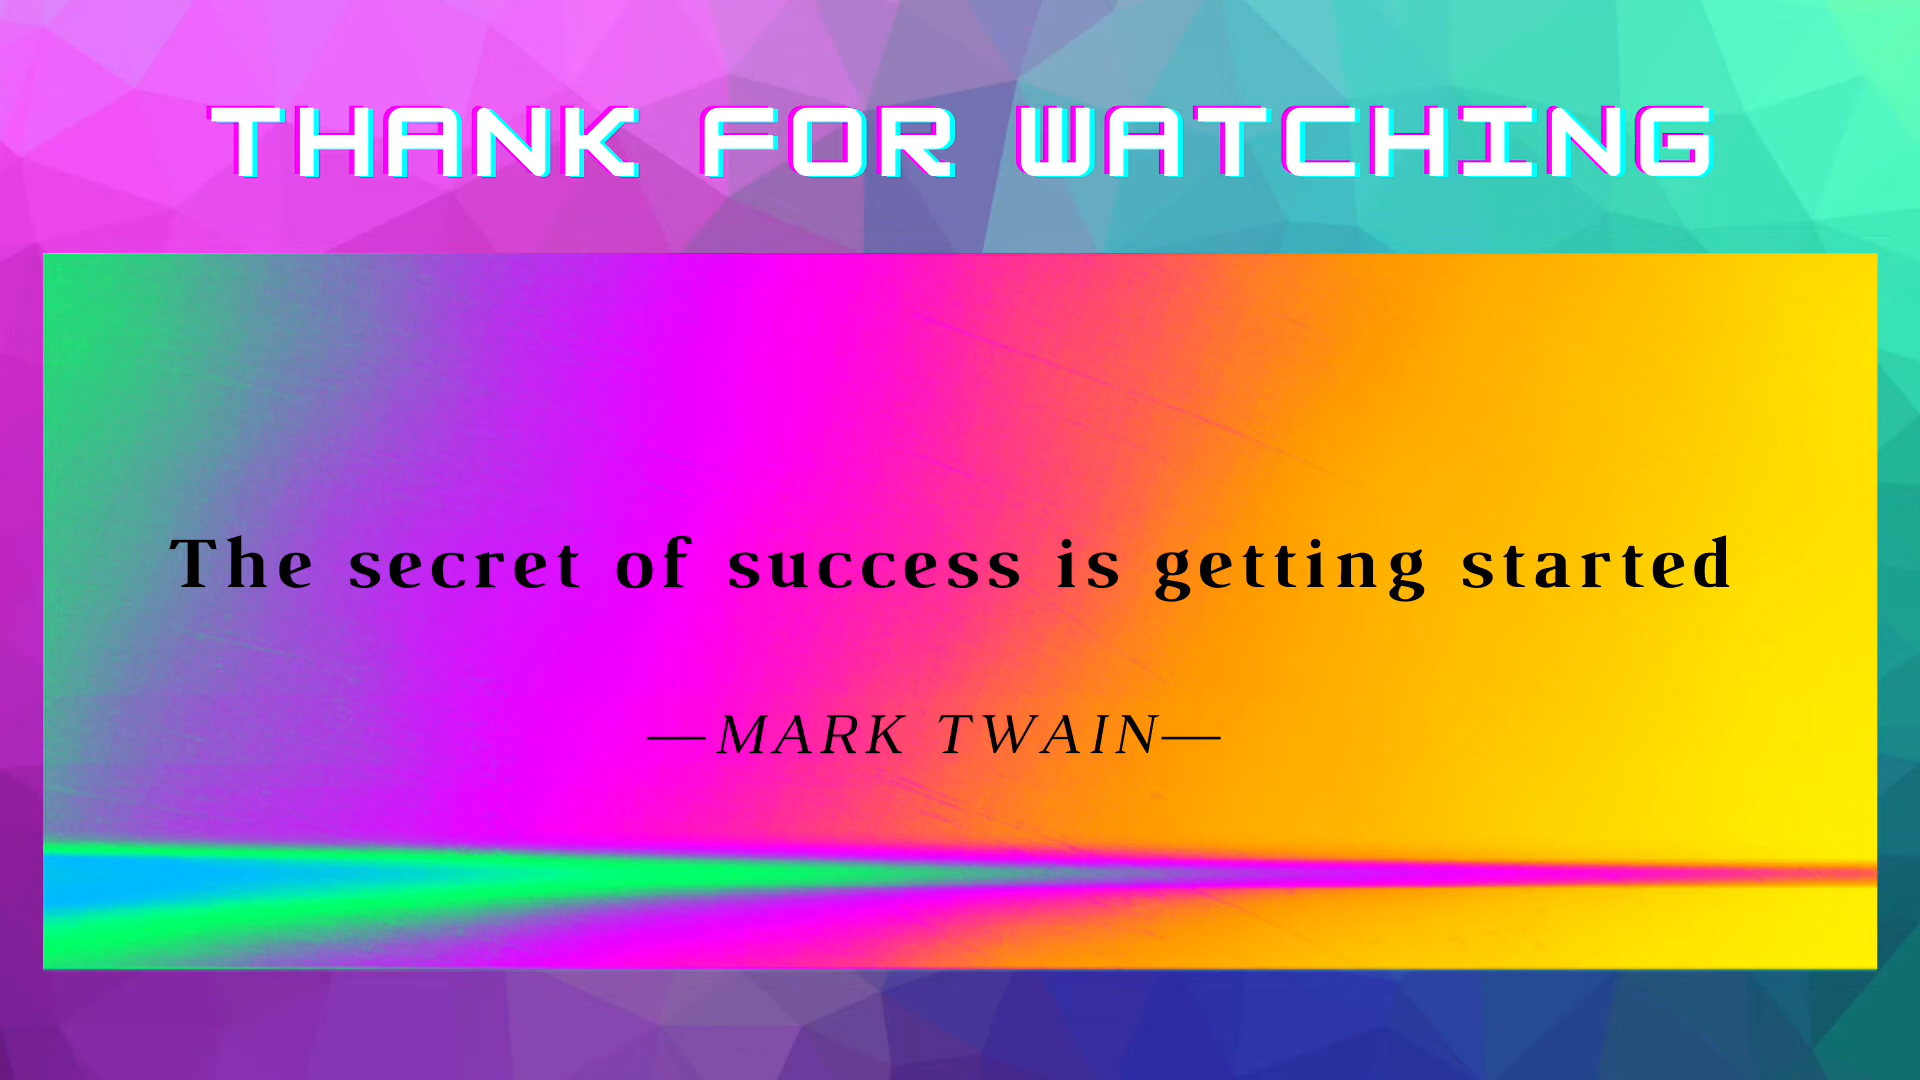 THANK FOR WATCHING
The secret of success is getting started
—MARK TWAIN—